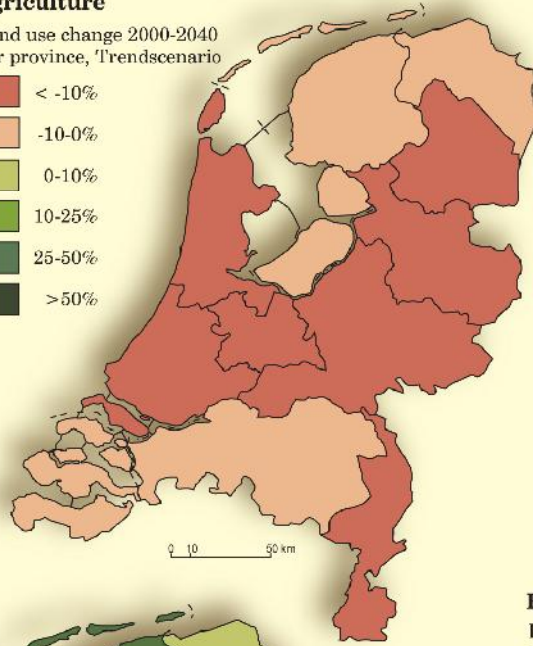 griculture
nd use change 2000-2040
r province, Trendscenario
< -10%
-10-0%
0-10%
10-25%
25-50%
>50%
0 10 50 km